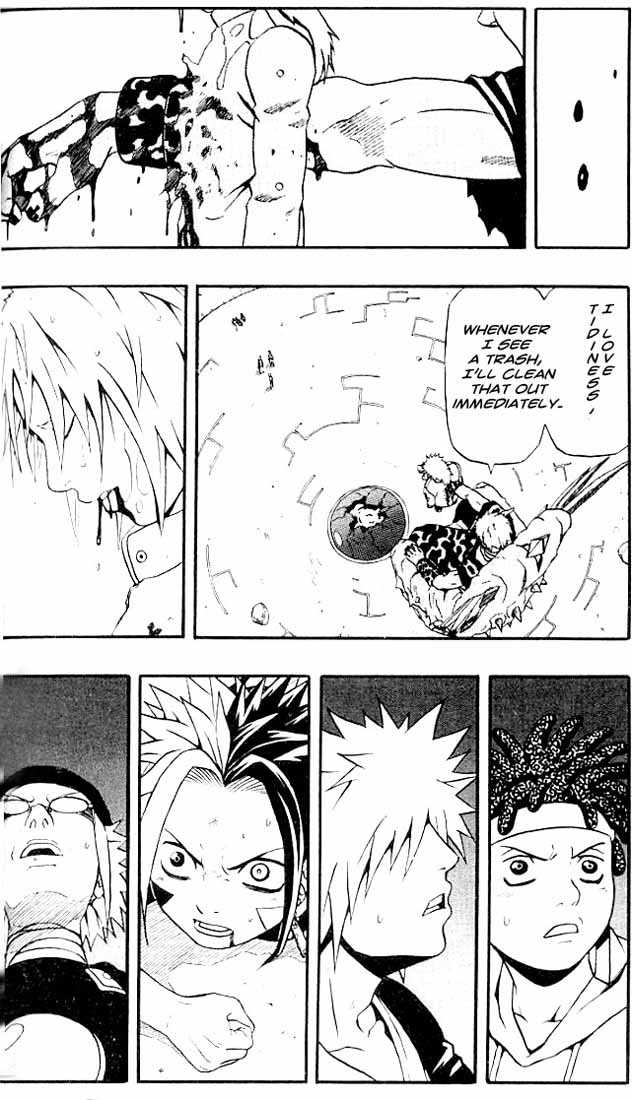 I LOVE
TIDINESS,
WHENEVER
I SEE
A TRASH,
I'LL CLEAN
THAT OUT
IMMEDIATELY..